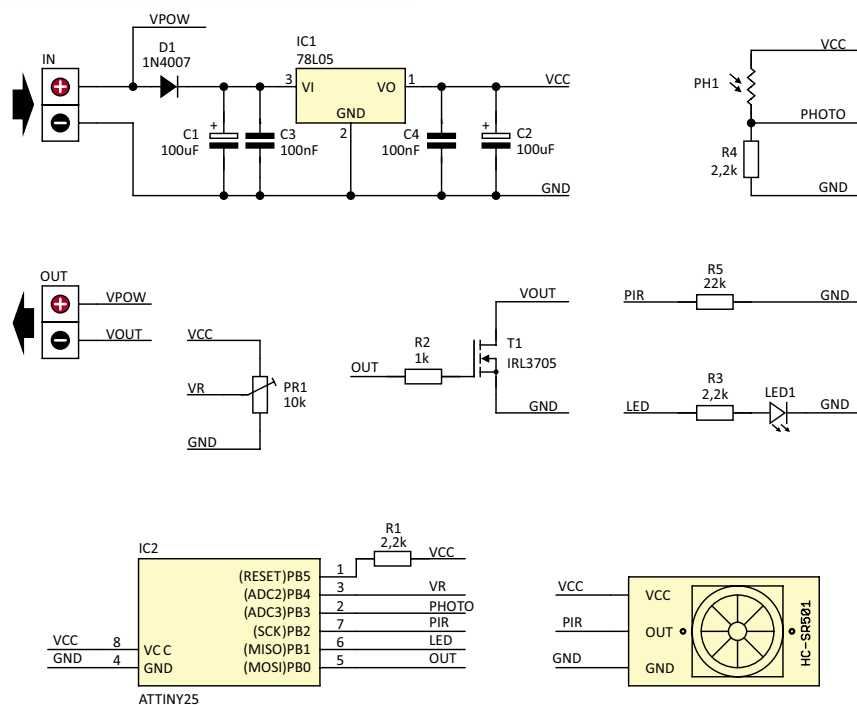 VPOW
IN
D1
1N4007
IC1
78L05
3
VI
VO
1
GND
2
VCC
C1
100uF
+
C3
100nF
C4
100nF
+
C2
100uF
GND
VCC
PH1
PHOTO
R4
2,2k
GND
OUT
VPOW
VOUT
VCC
VR
PR1
10k
GND
VOUT
R2
1k
OUT
T1
IRL3705
GND
R5
22k
PIR
GND
R3
2,2k
LED1
LED
GND
IC2
R1
2,2k
VCC
(RESET)PB5 1
(ADC2)PB4 3 VR
(ADC3)PB3 2 PHOTO
(SCK)PB2 7 PIR
VCC 8 VCC (MISO)PB1 6 LED
GND 4 GND (MOSI)PB0 5 OUT
ATTINY25
VCC VCC
PIR OUT
GND GND
HC-SR501